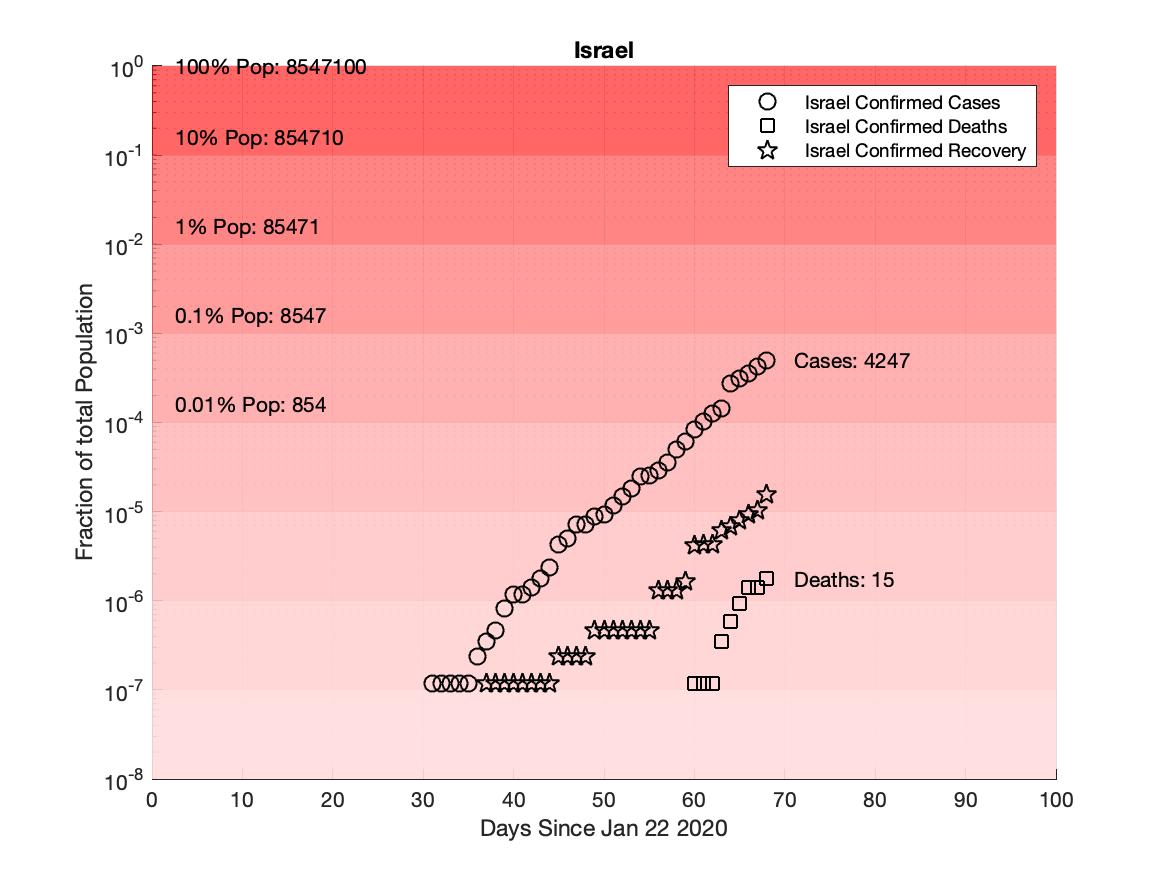 Israel
10^0
10^-1
10^-2
10^-3
10^-4
10^-5
10^-6
10^-7
10^-8
Fraction of total Population
100% Pop: 8547100
10% Pop: 854710
1% Pop: 85471
0.1% Pop: 8547
0.01% Pop: 854
Israel Confirmed Cases
Israel Confirmed Deaths
Israel Confirmed Recovery
Cases: 4247
Deaths: 15
0 10 20 30 40 50 60 70 80 90 100
Days Since Jan 22 2020